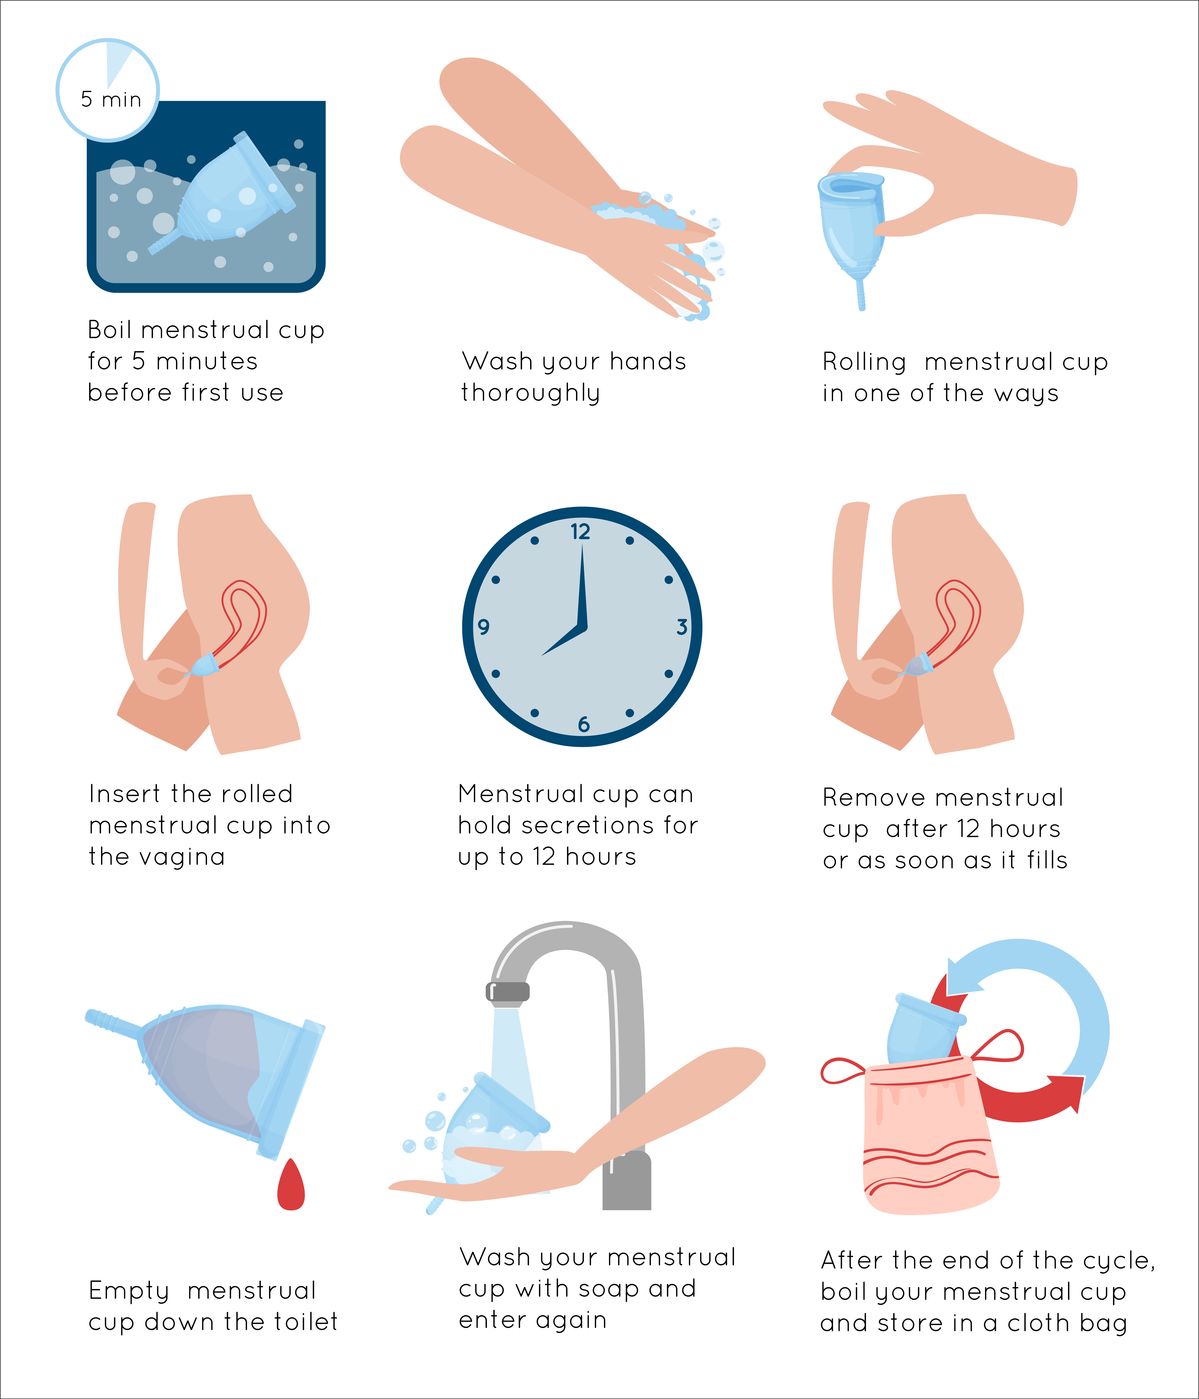 5 min
Boil menstrual cup
for 5 minutes
before first use
Wash your hands
thoroughly
Rolling  menstrual cup
in one of the ways
Insert the rolled
menstrual cup into
the vagina
12
9
3
6
Menstrual cup can
hold secretions for
up to 12 hours
Remove menstrual
cup  after 12 hours
or as soon as it fills
Empty  menstrual
cup down the toilet
Wash your menstrual
cup with soap and
enter again
After the end of the cycle,
boil your menstrual cup
and store in a cloth bag